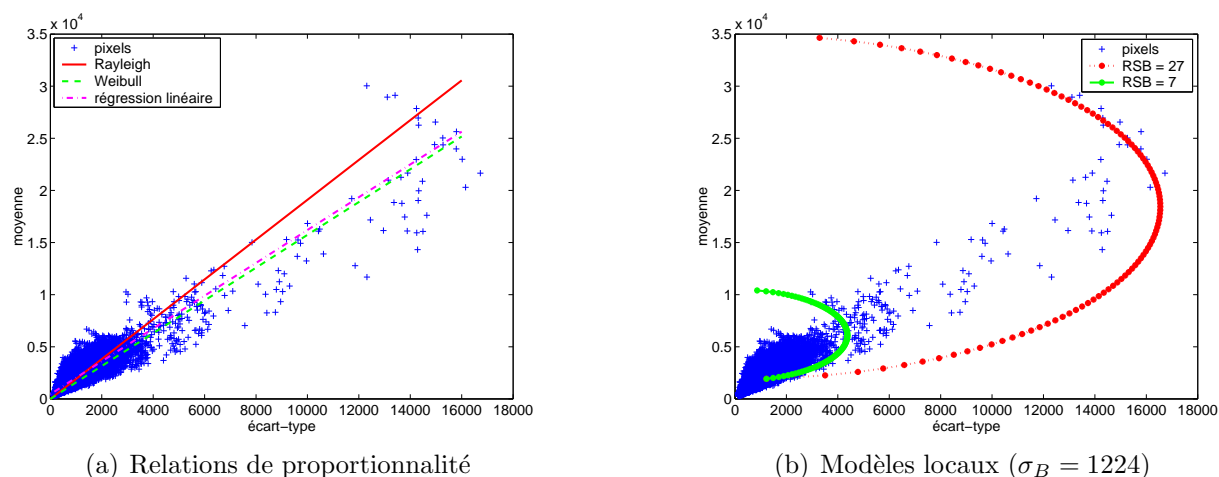 x 10⁴
3.5
3
2.5
2
1.5
1
0.5
0
moyenne
pixels
Rayleigh
Weibull
régression linéaire
0 2000 4000 6000 8000 10000 12000 14000 16000 18000
écart−type
(a) Relations de proportionnalité
x 10⁴
3.5
3
2.5
2
1.5
1
0.5
0
moyenne
pixels
RSB = 27
RSB = 7
0 2000 4000 6000 8000 10000 12000 14000 16000 18000
écart−type
(b) Modèles locaux (σ_B = 1224)